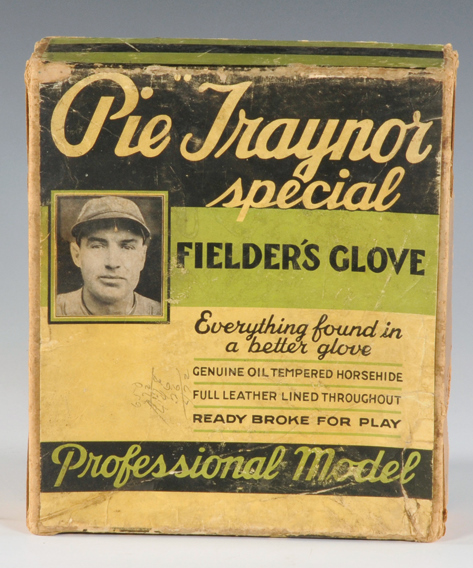 "Pie" Traynor
special
FIELDER'S GLOVE
Everything found in
a better glove
GENUINE OIL TEMPERED HORSEHIDE
FULL LEATHER LINED THROUGHOUT
READY BROKE FOR PLAY
Professional Model